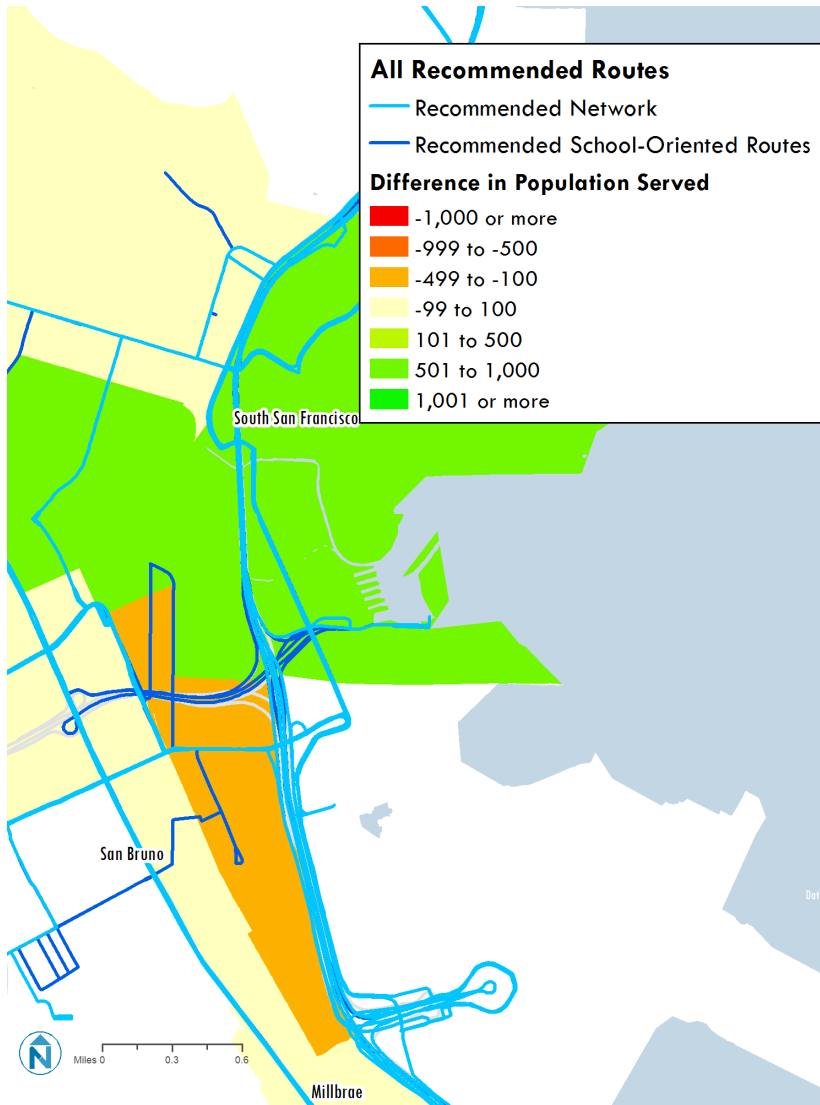 All Recommended Routes
Recommended Network
Recommended School-Oriented Routes
Difference in Population Served
-1,000 or more
-999 to -500
-499 to -100
-99 to 100
101 to 500
501 to 1,000
1,001 or more
South San Francisco
San Bruno
Dat
N
Miles 0 0.3 0.6
Millbrae